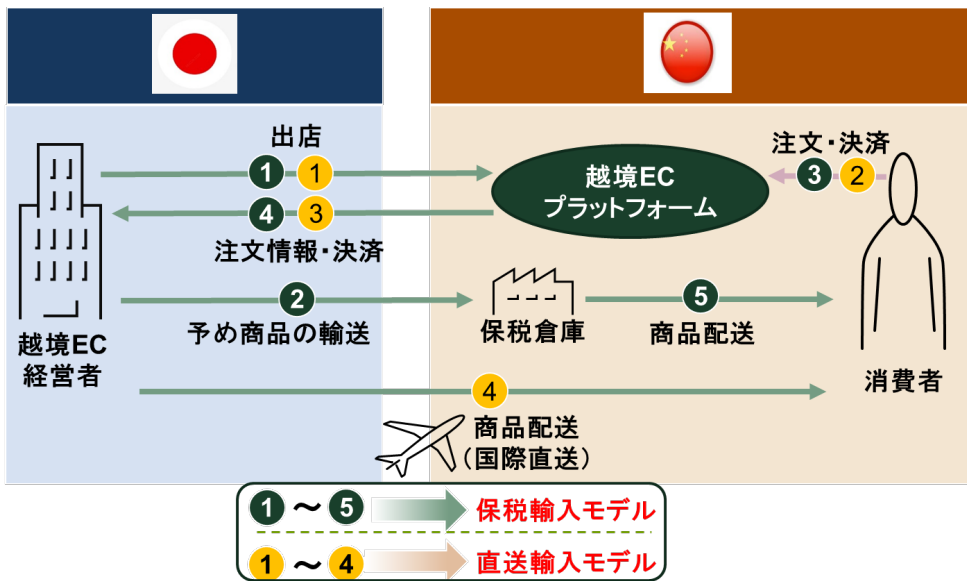 出店
1 1
4 3
注文情報・決済
越境EC
プラットフォーム
注文・決済
3 2
2
予め商品の輸送
保税倉庫
5
商品配送
越境EC
経営者
消費者
4
商品配送
（国際直送）
1 ～ 5 保税輸入モデル
1 ～ 4 直送輸入モデル